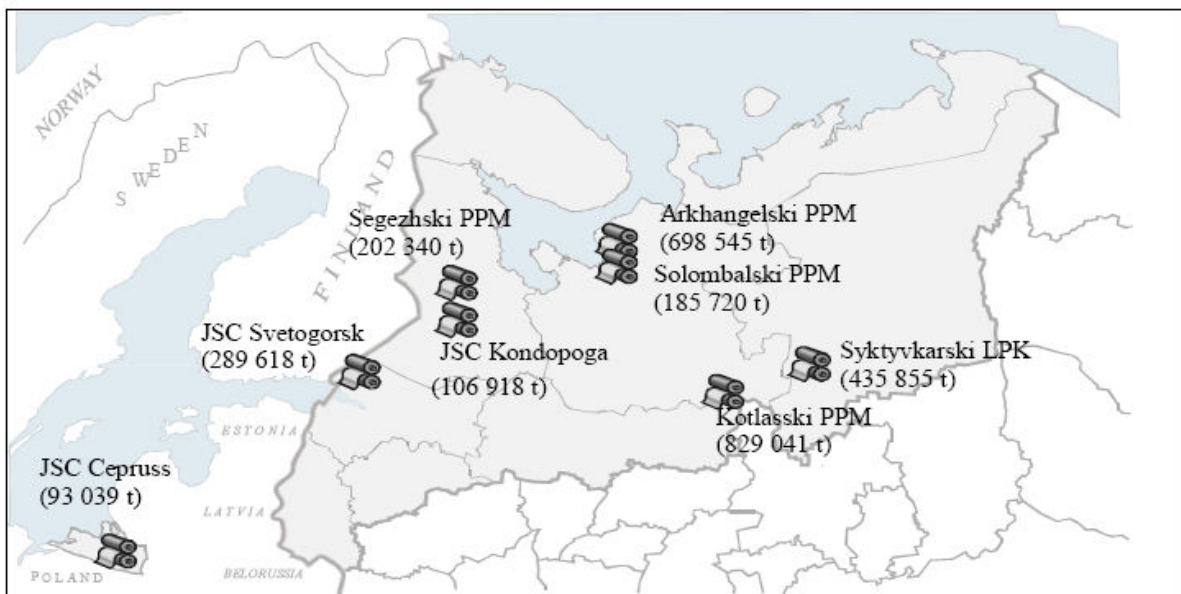 NORWAY
SWEDEN
FINLAND
Segezhski PPM
(202 340 t)
Arkhangelski PPM
(698 545 t)
Solombalski PPM
(185 720 t)
JSC Svetogorsk
(289 618 t)
JSC Kondopoga
(106 918 t)
Syktyvkarski LPK
(435 855 t)
Kotlasski PPM
(829 041 t)
ESTONIA
JSC Cepruss
(93 039 t)
LATVIA
POLAND
BELORUSSIA